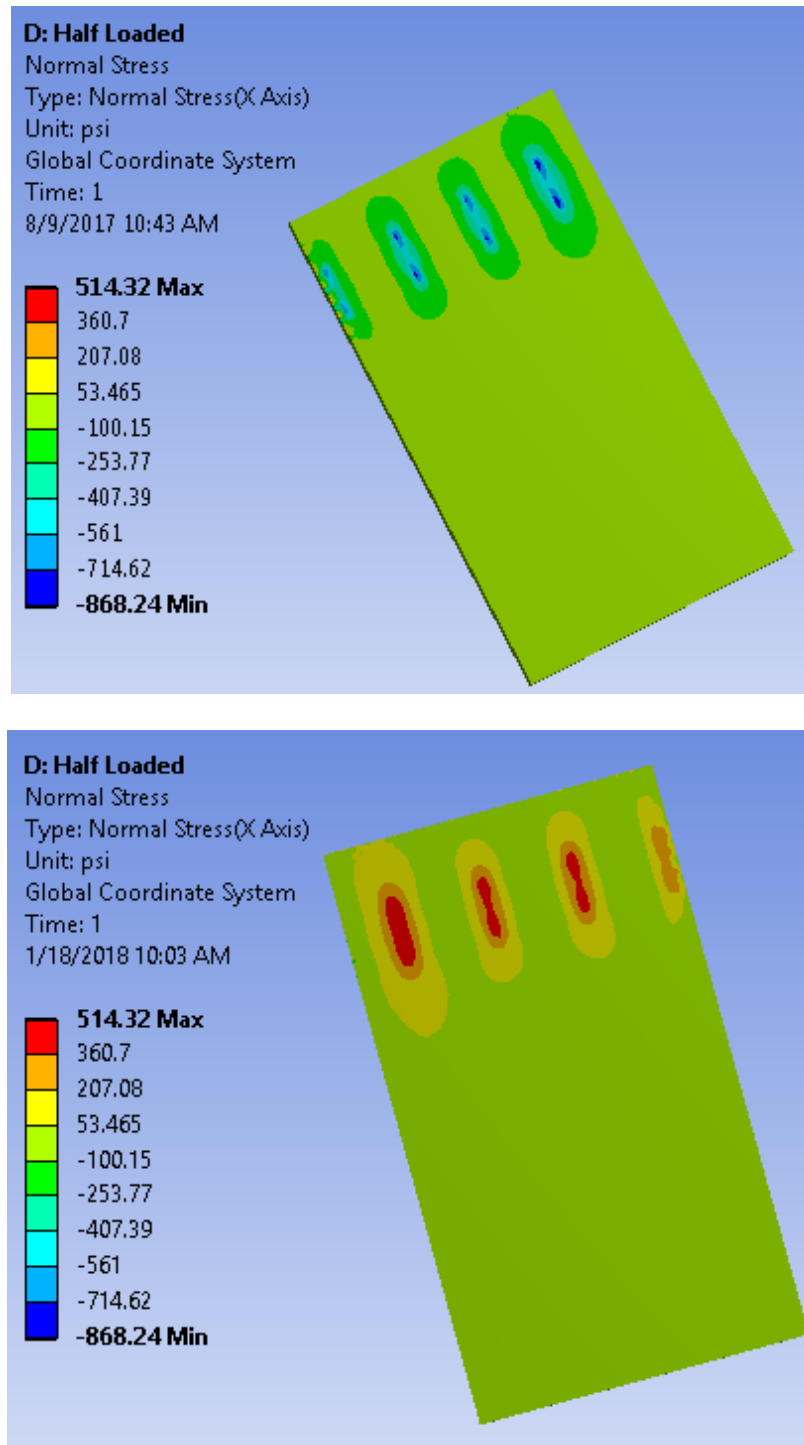 D: Half Loaded
Normal Stress
Type: Normal Stress(X Axis)
Unit: psi
Global Coordinate System
Time: 1
8/9/2017 10:43 AM
514.32 Max
360.7
207.08
53.465
-100.15
-253.77
-407.39
-561
-714.62
-868.24 Min
D: Half Loaded
Normal Stress
Type: Normal Stress(X Axis)
Unit: psi
Global Coordinate System
Time: 1
1/18/2018 10:03 AM
514.32 Max
360.7
207.08
53.465
-100.15
-253.77
-407.39
-561
-714.62
-868.24 Min